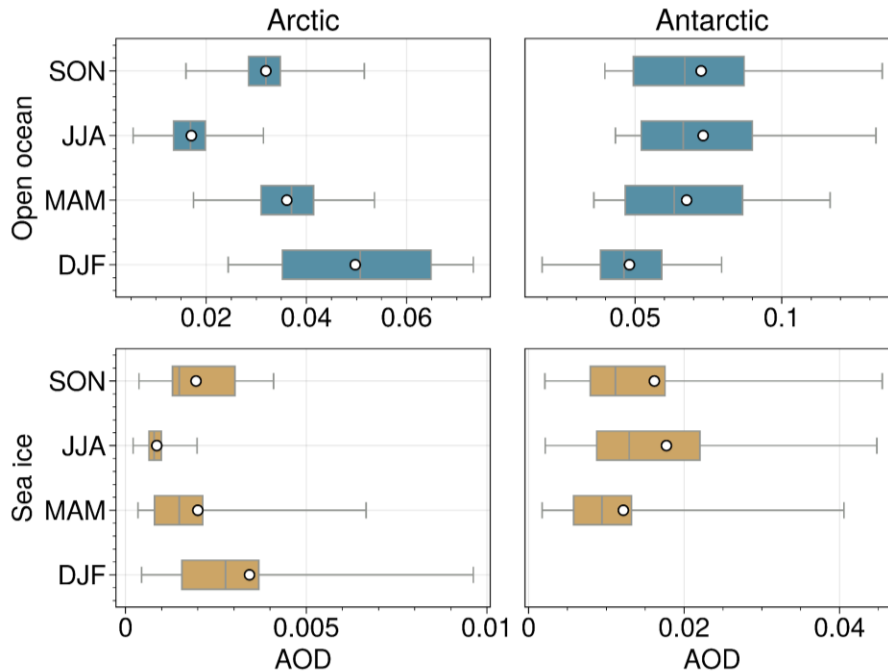 Arctic
Antarctic
Open ocean
SON
JJA
MAM
DJF
0.02 0.04 0.06
0.05 0.1
Sea ice
SON
JJA
MAM
DJF
0 0.005 0.01
0 0.02 0.04
AOD
AOD